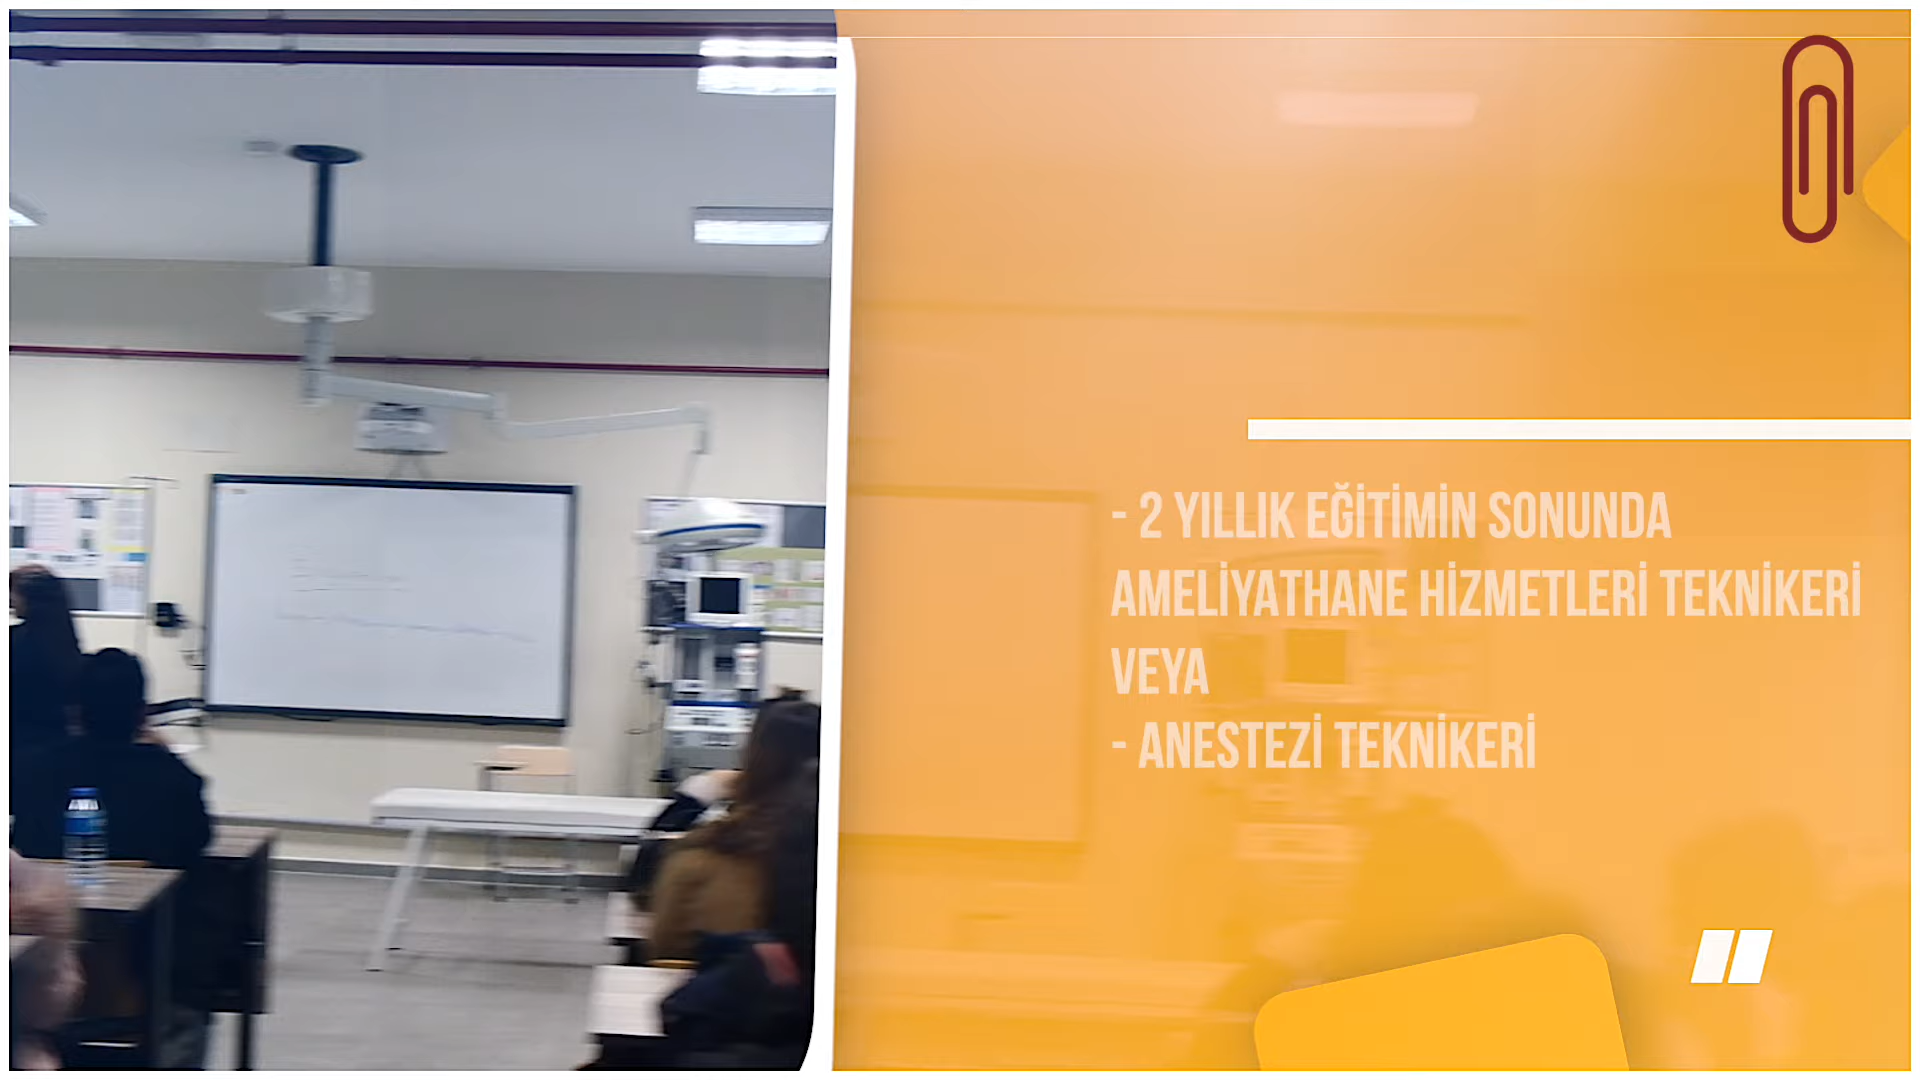 - 2 YILLIK EĞİTİMİN SONUNDA
AMELİYATHANE HİZMETLERİ TEKNİKERİ
VEYA
- ANESTEZİ TEKNİKERİ